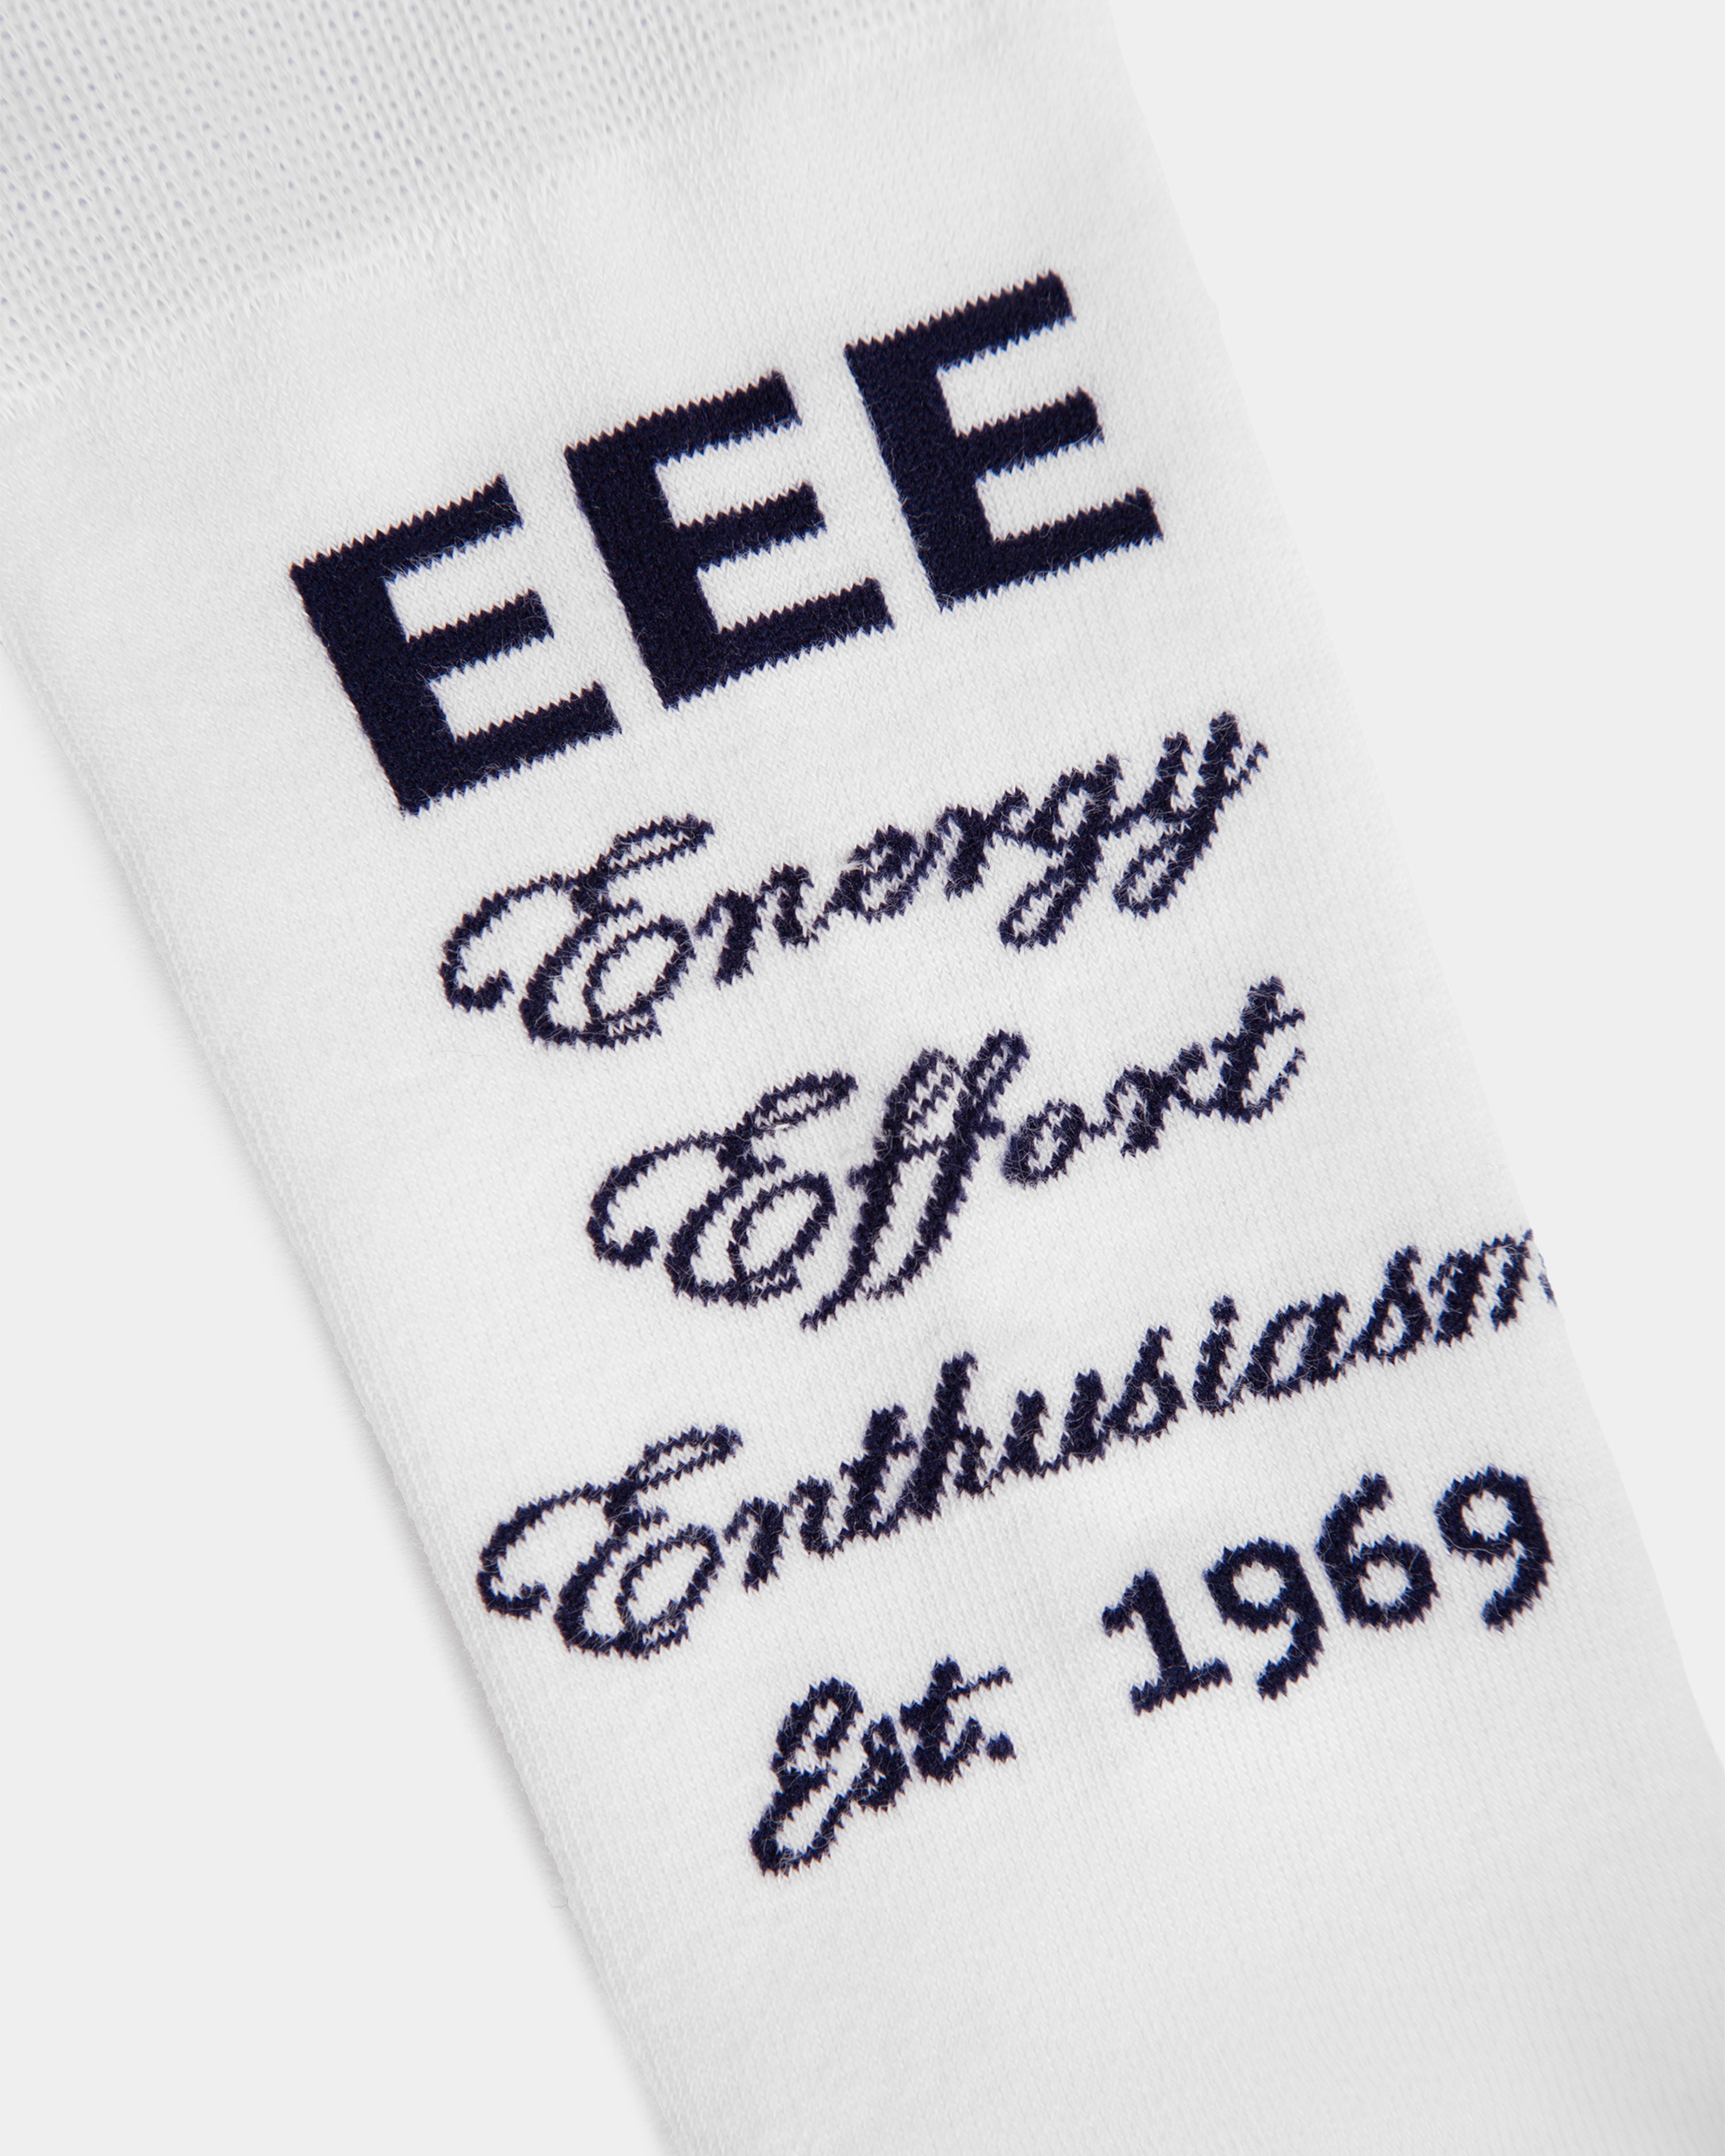 EEE
Energy
Effort
Enthusiasm
Est. 1969